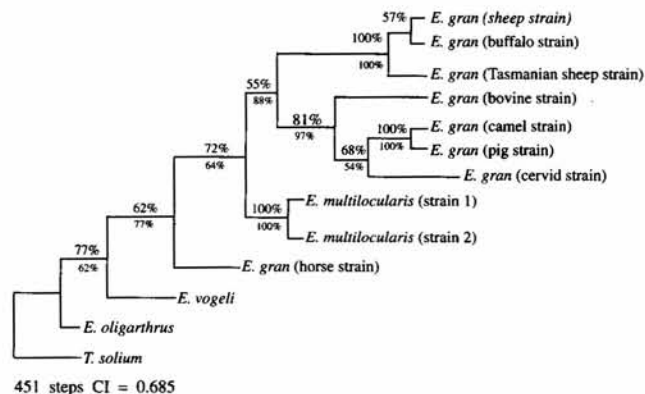 57%
E. gran (sheep strain)
100%
E. gran (buffalo strain)
100%
E. gran (Tasmanian sheep strain)
55%
88%
E. gran (bovine strain)
81%
97%
100%
E. gran (camel strain)
100%
E. gran (pig strain)
68%
54%
E. gran (cervid strain)
72%
64%
E. multilocularis (strain 1)
100%
100%
E. multilocularis (strain 2)
62%
77%
E. gran (horse strain)
77%
62%
E. vogeli
E. oligarthrus
T. solium
451 steps CI = 0.685